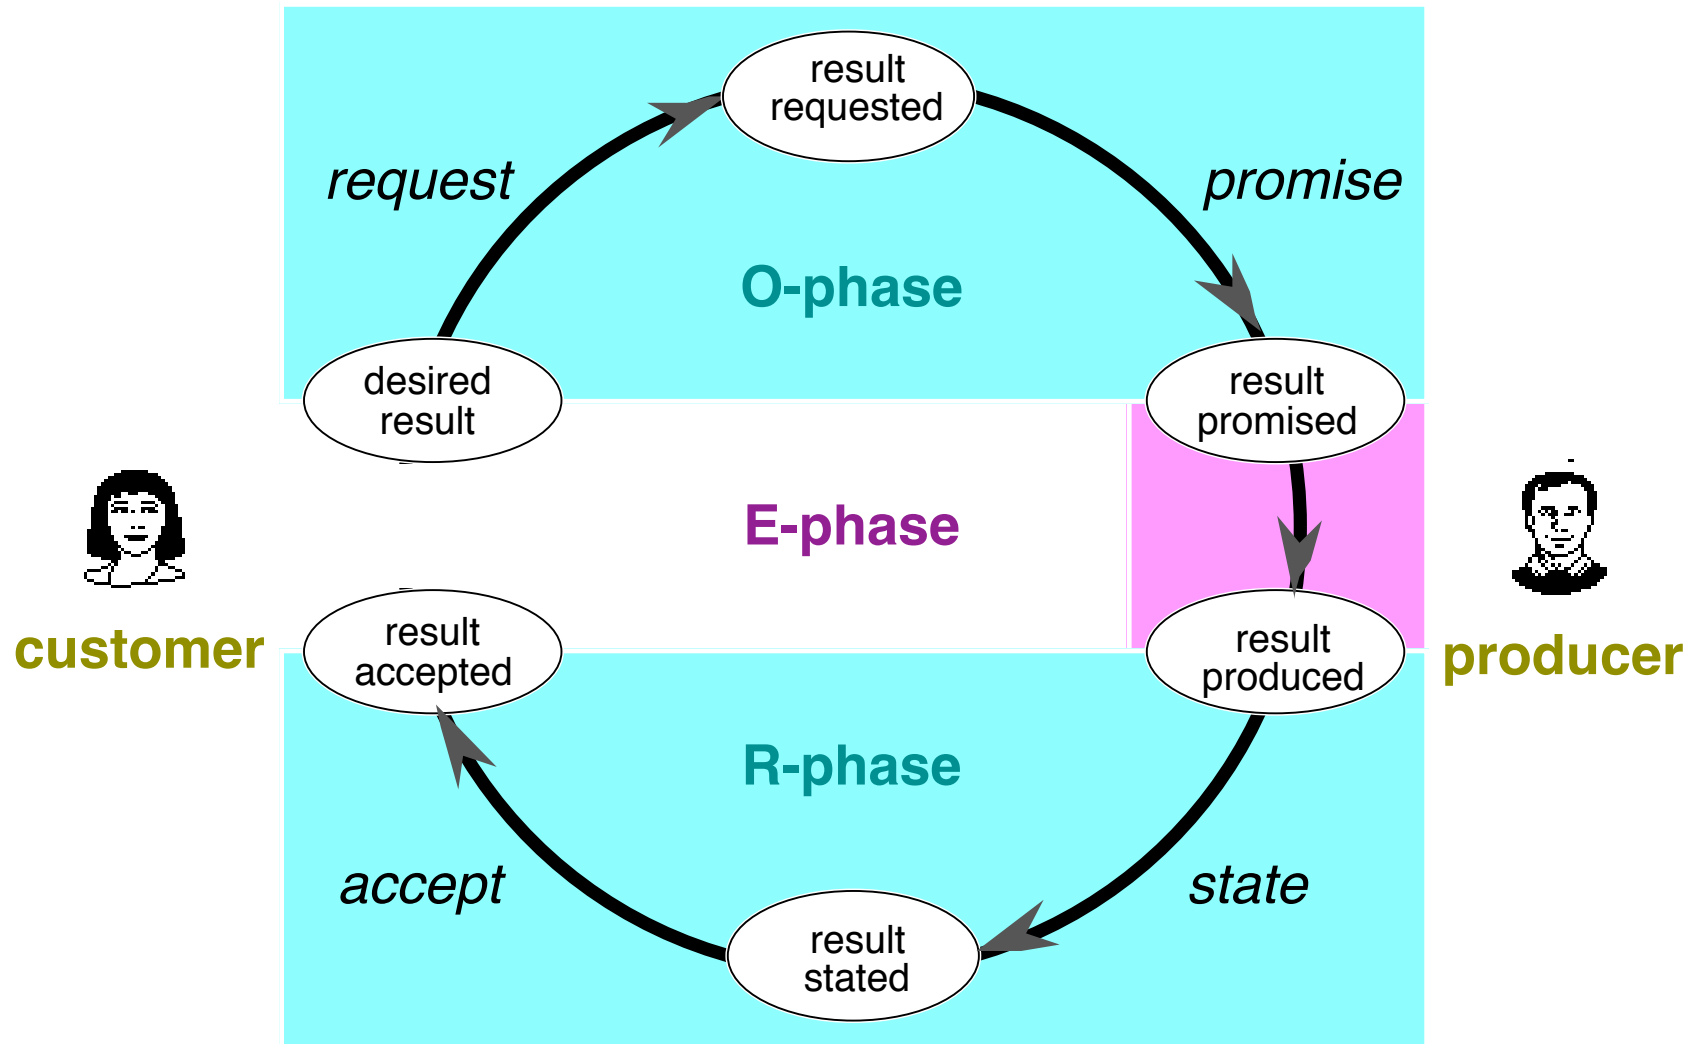 result
requested
request
promise
O-phase
desired
result
result
promised
E-phase
customer
result
accepted
result
produced
producer
R-phase
accept
state
result
stated